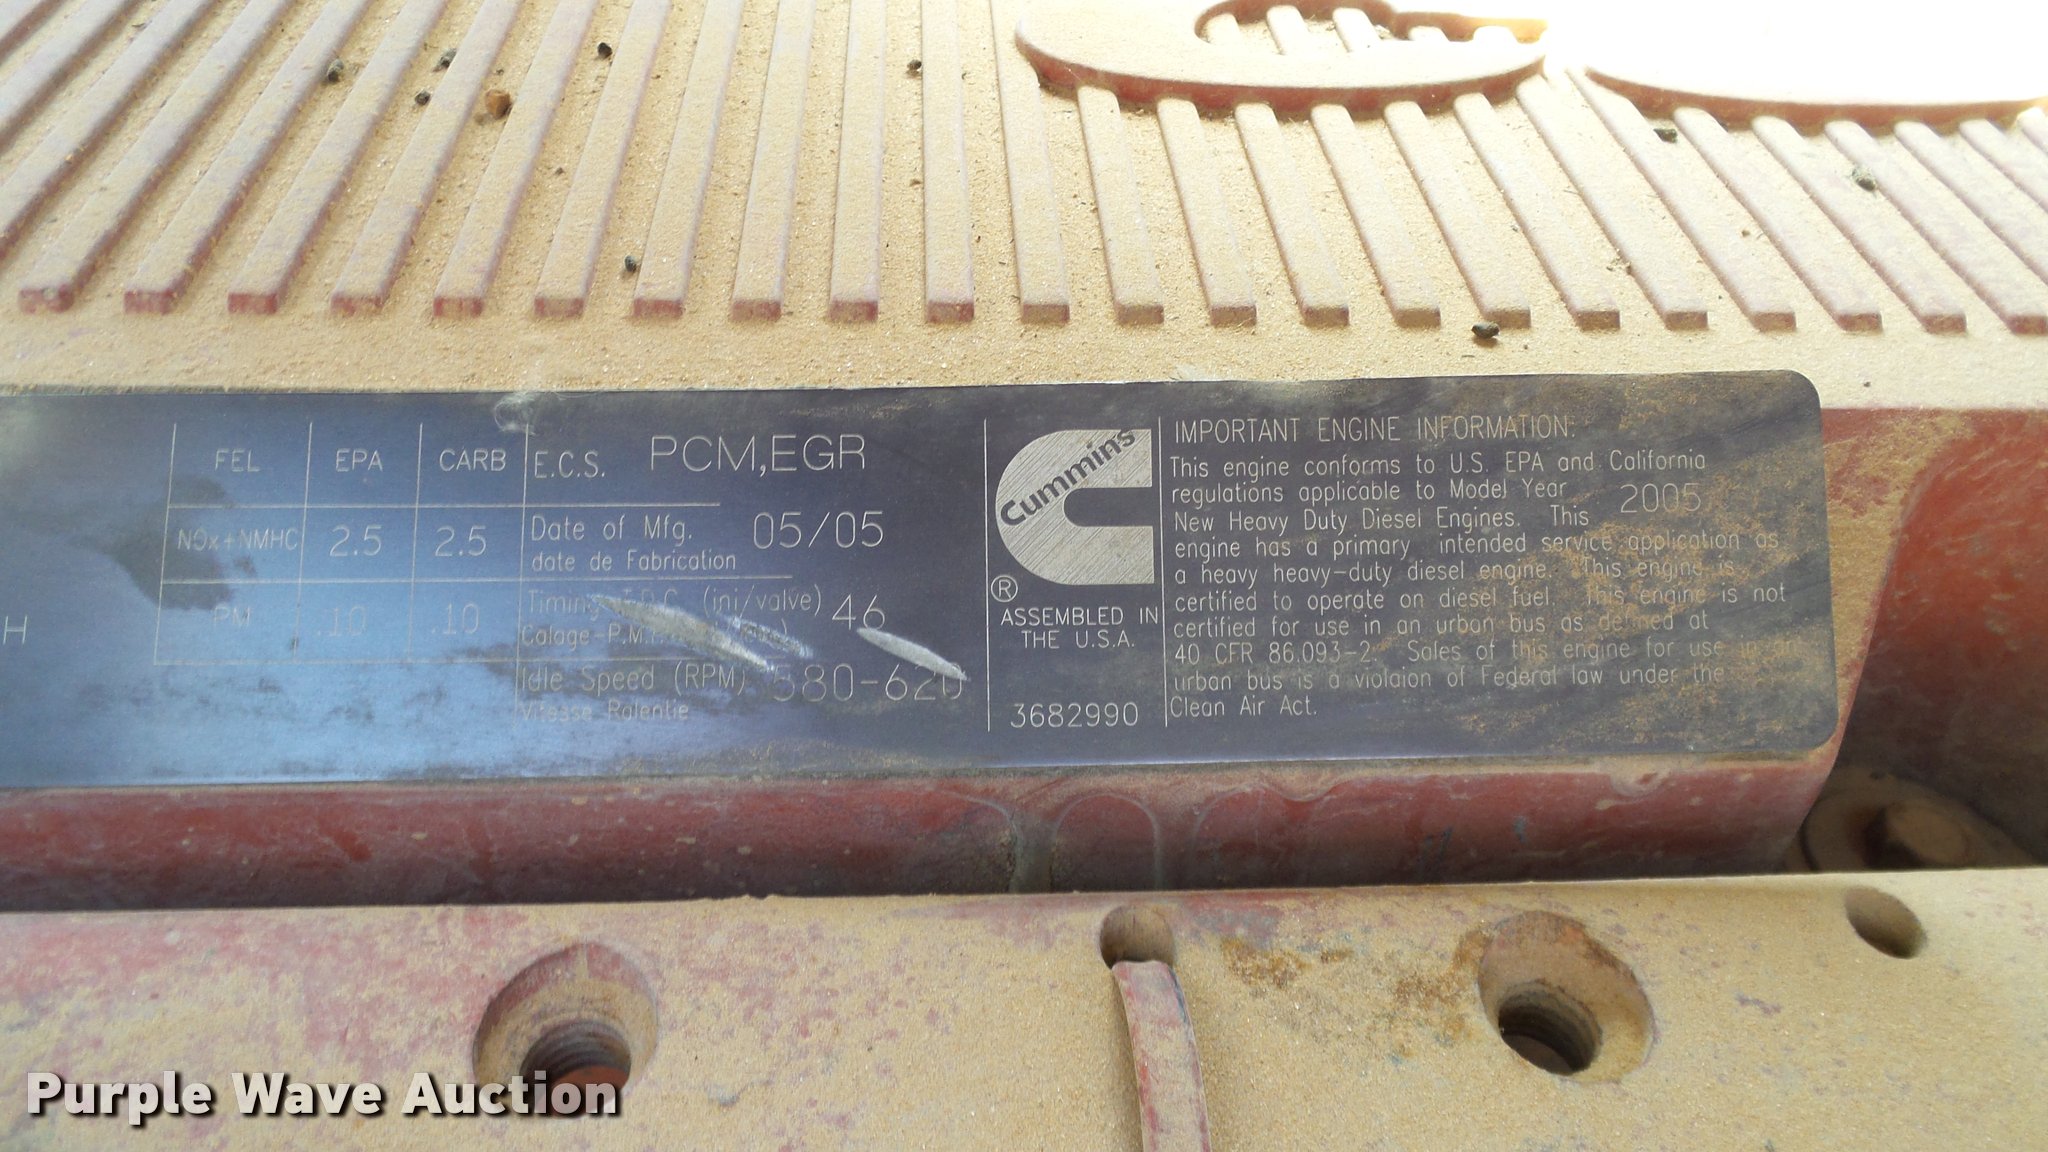 FEL EPA CARB
NOx+NMHC 2.5 2.5
PM .10 .10
H
E.C.S. PCM,EGR
Date of Mfg. 05/05
date de Fabrication
Timing-T.D.C. (inj/valve) 46
Calage-P.M.
Idle Speed (RPM) 580-620
Vitesse Ralentie
Cummins
®
ASSEMBLED IN
THE U.S.A.
3682990
IMPORTANT ENGINE INFORMATION:
This engine conforms to U.S. EPA and California
regulations applicable to Model Year 2005
New Heavy Duty Diesel Engines. This
engine has a primary intended service application as
a heavy heavy-duty diesel engine. This engine is
certified to operate on diesel fuel. This engine is not
certified for use in an urban bus as defined at
40 CFR 86.093-2. Sales of this engine for use in an
urban bus is a violaion of Federal law under the
Clean Air Act.
Purple Wave Auction